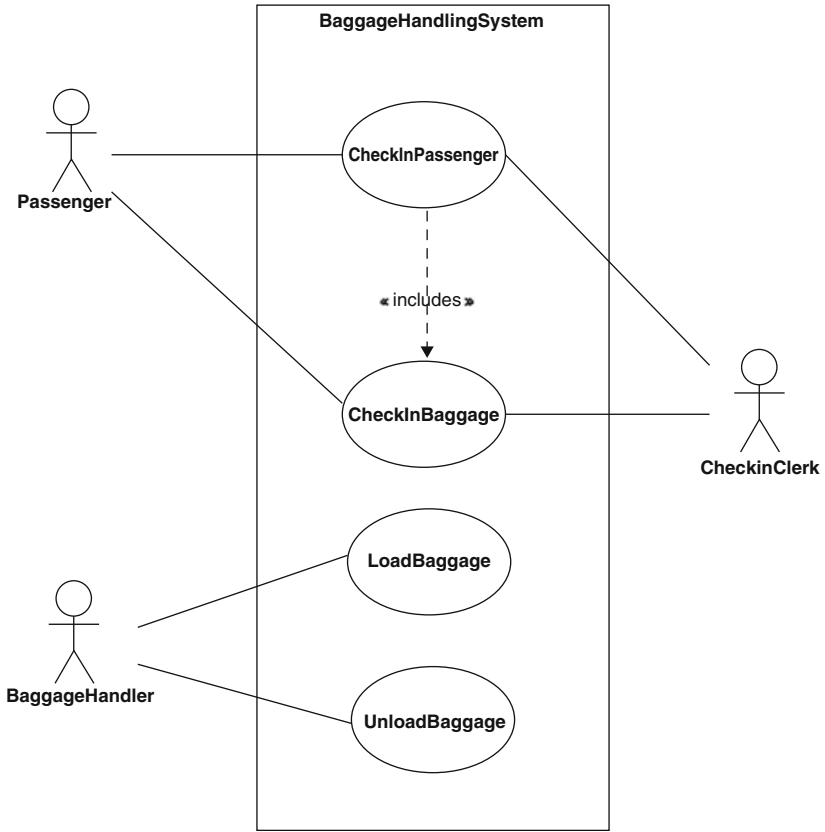 BaggageHandlingSystem
CheckInPassenger
Passenger
« includes »
CheckInBaggage
CheckinClerk
LoadBaggage
BaggageHandler
UnloadBaggage